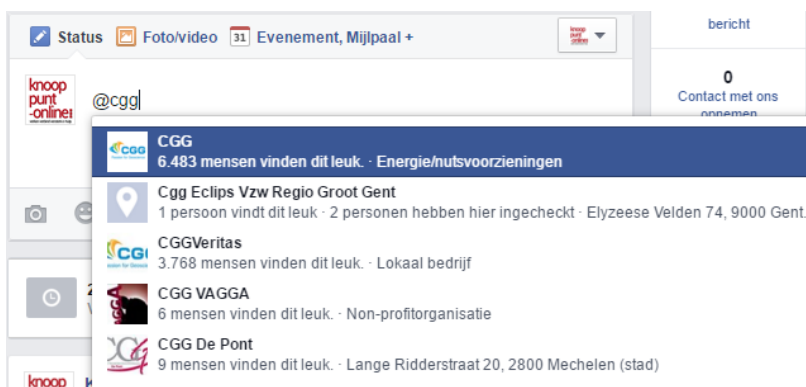 Status Foto/video 31 Evenement, Mijlpaal +
bericht
0
Contact met ons
opnemen
knoop
punt
-online!
@cgg
CGG
CGG
6.483 mensen vinden dit leuk. · Energie/nutsvoorzieningen
Cgg Eclips Vzw Regio Groot Gent
1 persoon vindt dit leuk · 2 personen hebben hier ingecheckt · Elyzeese Velden 74, 9000 Gent.
CGGVeritas
3.768 mensen vinden dit leuk. · Lokaal bedrijf
CGG VAGGA
6 mensen vinden dit leuk. · Non-profitorganisatie
CGG De Pont
9 mensen vinden dit leuk. · Lange Ridderstraat 20, 2800 Mechelen (stad)
knoop